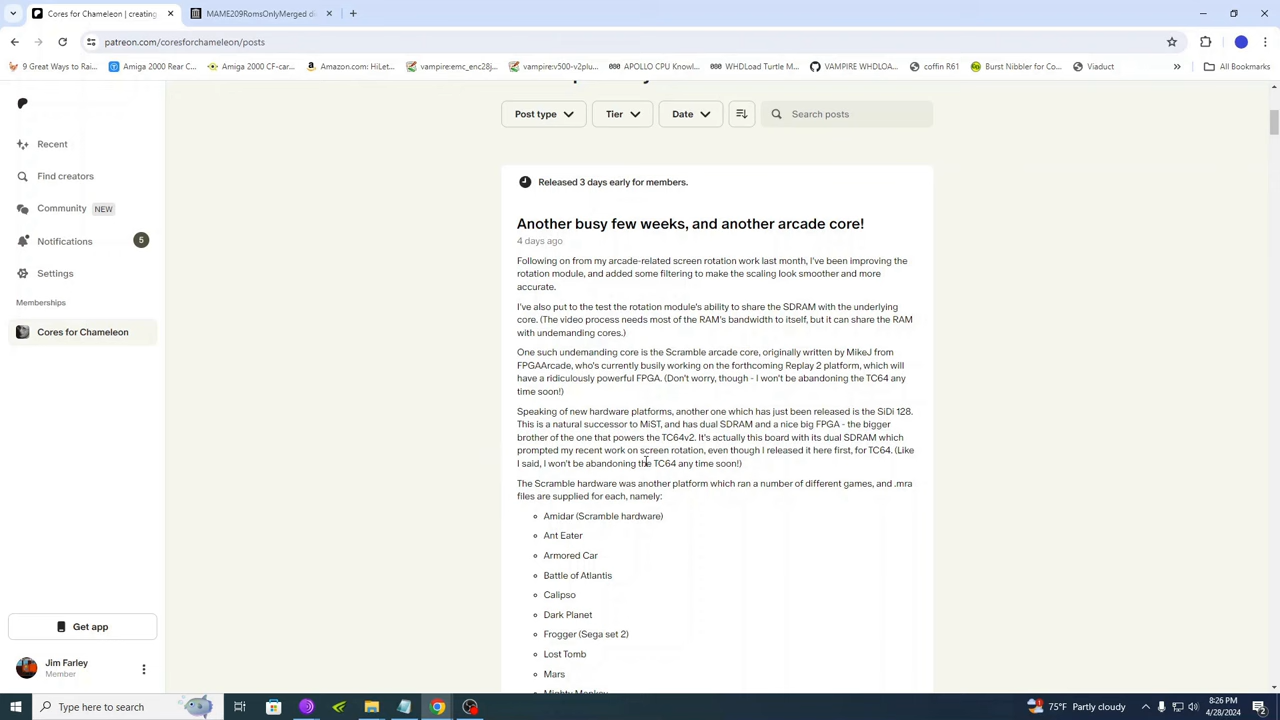 Cores for Chameleon | creating
MAME209RomsOnlyMerged d
patreon.com/coresforchameleon/posts
9 Great Ways to Rai...
Amiga 2000 Rear C...
Amiga 2000 CF-car...
Amazon.com: HiLet...
vampire:emc_enc28j...
vampire:v500-v2plu...
APOLLO CPU Knowl...
WHDLoad Turtle M...
VAMPIRE WHDLOA...
coffin R61
Burst Nibbler for Co...
Viaduct
All Bookmarks
Recent
Find creators
Community NEW
Notifications 5
Settings
Memberships
Cores for Chameleon
Get app
Jim Farley
Member
Post type
Tier
Date
Search posts
Released 3 days early for members.
Another busy few weeks, and another arcade core!
4 days ago
Following on from my arcade-related screen rotation work last month, I've been improving the
rotation module, and added some filtering to make the scaling look smoother and more
accurate.
I've also put to the test the rotation module's ability to share the SDRAM with the underlying
core. (The video process needs most of the RAM's bandwidth to itself, but it can share the RAM
with undemanding cores.)
One such undemanding core is the Scramble arcade core, originally written by MikeJ from
FPGAArcade, who's currently busily working on the forthcoming Replay 2 platform, which will
have a ridiculously powerful FPGA. (Don't worry, though - I won't be abandoning the TC64 any
time soon!)
Speaking of new hardware platforms, another one which has just been released is the SiDi 128.
This is a natural successor to MiST, and has dual SDRAM and a nice big FPGA - the bigger
brother of the one that powers the TC64v2. It's actually this board with its dual SDRAM which
prompted my recent work on screen rotation, even though I released it here first, for TC64. (Like
I said, I won't be abandoning the TC64 any time soon!)
The Scramble hardware was another platform which ran a number of different games, and .mra
files are supplied for each, namely:
Amidar (Scramble hardware)
Ant Eater
Armored Car
Battle of Atlantis
Calipso
Dark Planet
Frogger (Sega set 2)
Lost Tomb
Mars
Mighty Monkey
Type here to search
75°F Partly cloudy
8:26 PM
4/28/2024
2